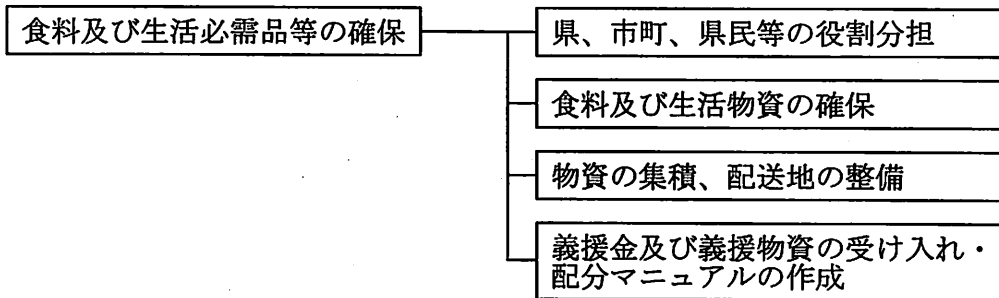 食料及び生活必需品等の確保
県、市町、県民等の役割分担
食料及び生活物資の確保
物資の集積、配送地の整備
義援金及び義援物資の受け入れ・
配分マニュアルの作成